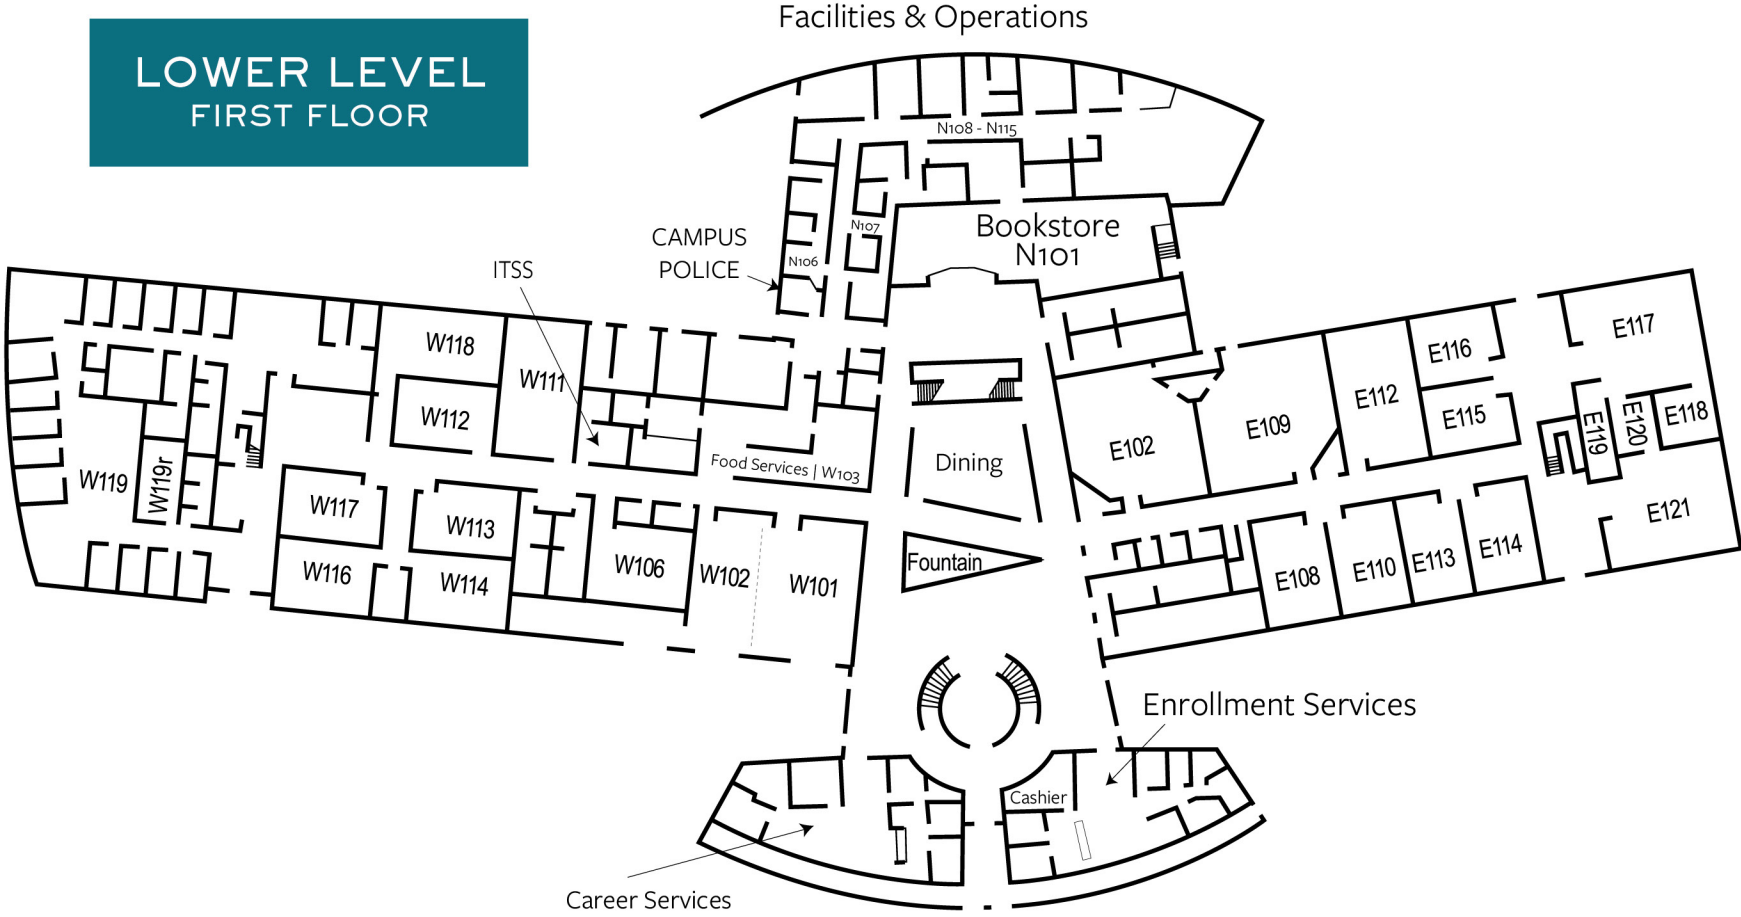 Facilities & Operations
LOWER LEVEL
FIRST FLOOR
N108 - N115
N107
N106
Bookstore
N101
CAMPUS
POLICE
ITSS
W118
W111
W112
W119
W119r
W117
W113
W116
W114
W106
W102
W101
Food Services | W103
Dining
Fountain
E117
E116
E112
E115
E118
E120
E119
E109
E102
E121
E114
E113
E110
E108
Enrollment Services
Cashier
Career Services